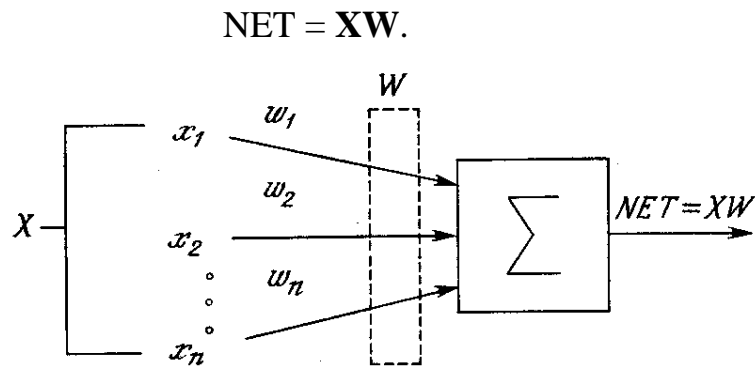 NET = XW.
W
w₁
x₁
w₂
X
x₂
Σ
NET=XW
wₙ
xₙ